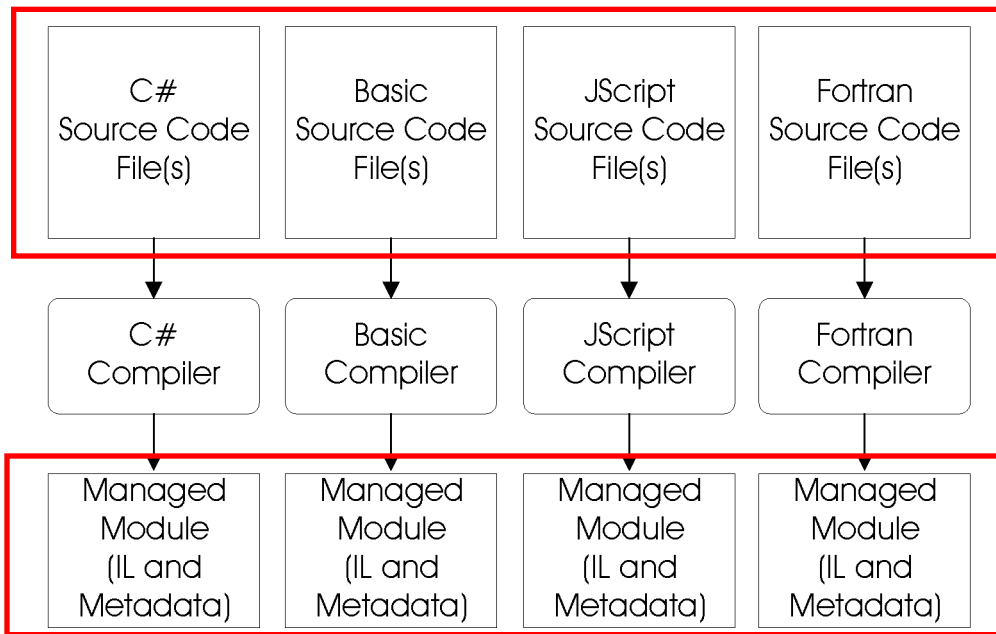 C#
Source Code
File(s)
Basic
Source Code
File(s)
JScript
Source Code
File(s)
Fortran
Source Code
File(s)
C#
Compiler
Basic
Compiler
JScript
Compiler
Fortran
Compiler
Managed
Module
(IL and
Metadata)
Managed
Module
(IL and
Metadata)
Managed
Module
(IL and
Metadata)
Managed
Module
(IL and
Metadata)